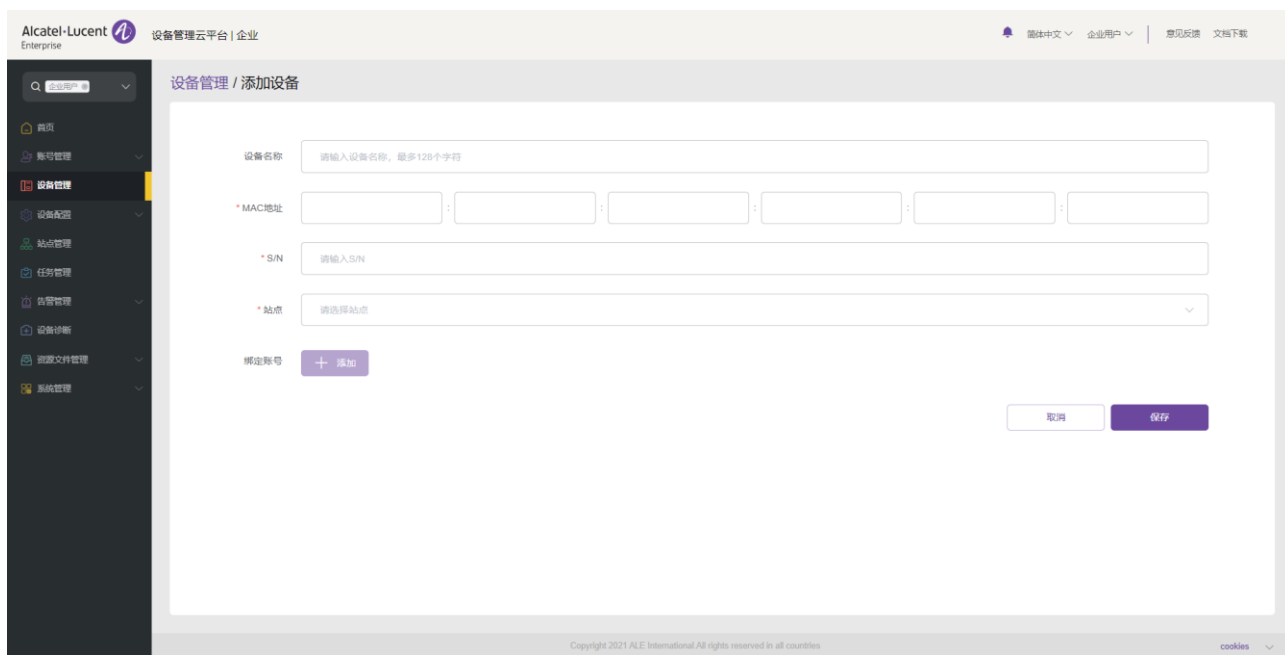 Alcatel·Lucent
Enterprise
设备管理云平台 | 企业
简体中文
企业用户
意见反馈
文档下载
企业用户
设备管理 / 添加设备
首页
账号管理
设备管理
设备配置
站点管理
任务管理
告警管理
设备诊断
资源文件管理
系统管理
设备名称
请输入设备名称，最多128个字符
* MAC地址
: : : : :
* S/N
请输入S/N
* 站点
请选择站点
绑定账号
添加
取消
保存
Copyright 2021 ALE International.All rights reserved in all countries
cookies